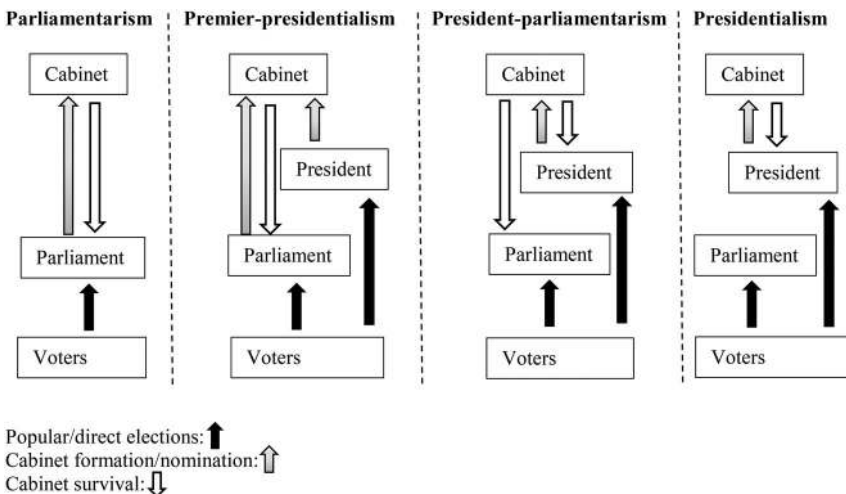 Parliamentarism
Premier-presidentialism
President-parliamentarism
Presidentialism
Cabinet
Cabinet
Cabinet
Cabinet
President
President
President
Parliament
Parliament
Parliament
Parliament
Voters
Voters
Voters
Voters
Popular/direct elections:
Cabinet formation/nomination:
Cabinet survival: